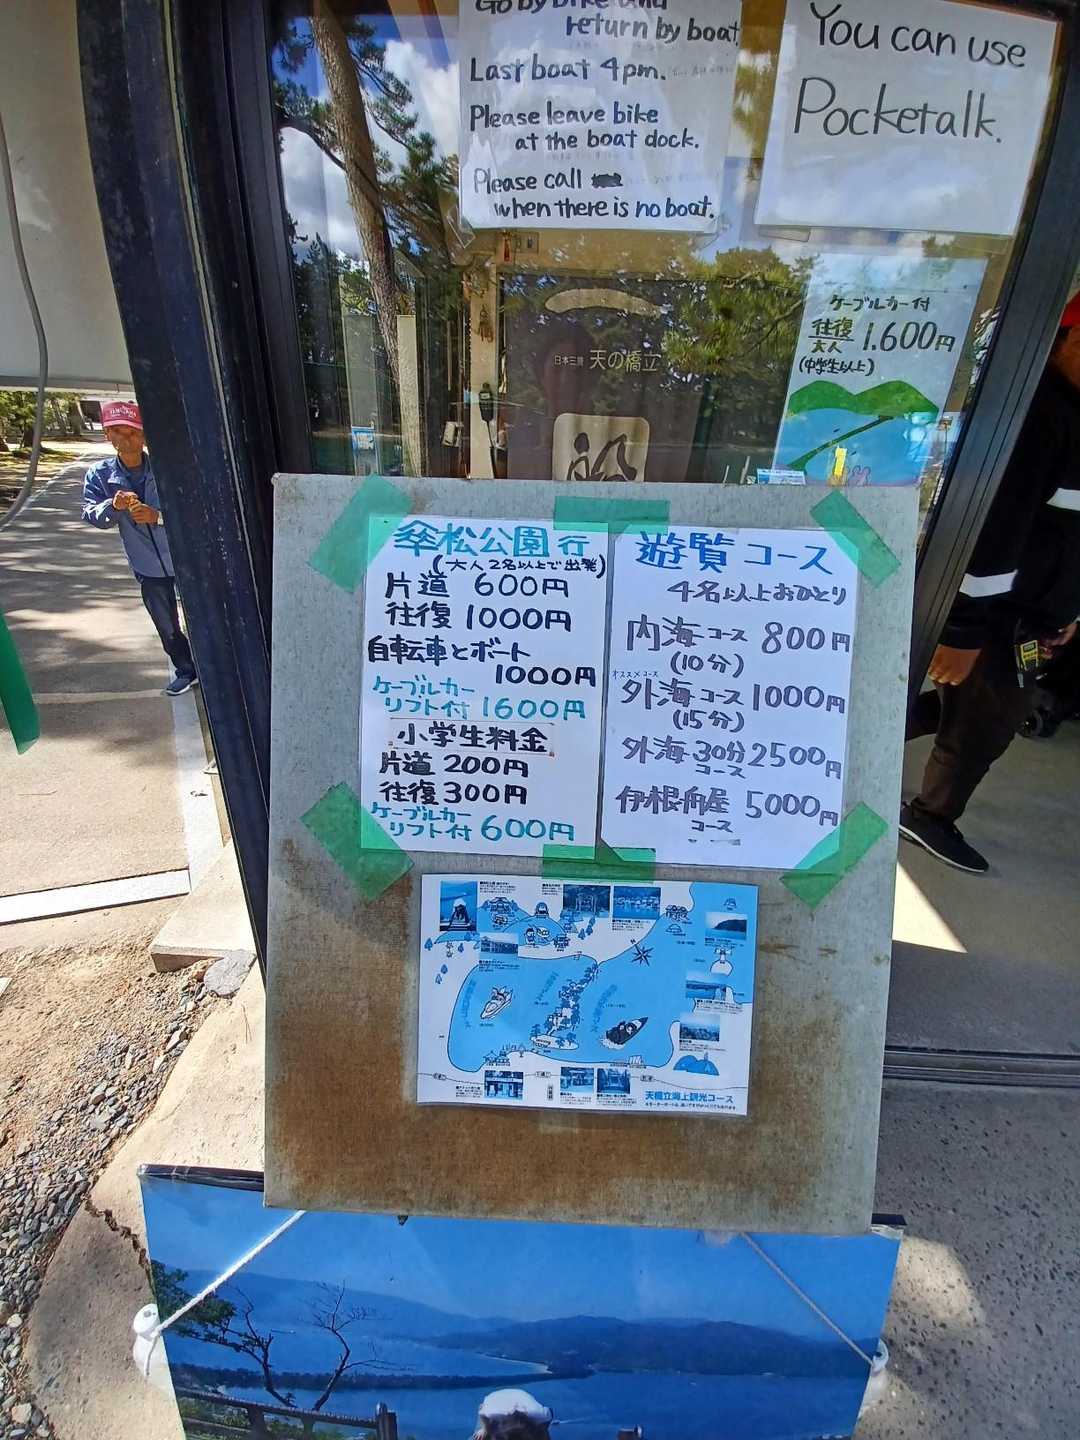 Go by bike and
return by boat
Last boat 4pm.
Please leave bike
at the boat dock.
Please call
when there is no boat.
You can use
Pocketalk.
ケーブルカー付
往復 1.600円
大人
(中学生以上)
日本三景 天の橋立
船
傘松公園行
(大人2名以上で出発)
片道 600円
往復 1000円
自転車とボート
1000円
ケーブルカー
リフト付 1600円
小学生料金
片道 200円
往復 300円
ケーブルカー
リフト付 600円
遊覧コース
4名以上おひとり
内海コース 800円
(10分)
オススメコース
外海コース 1000円
(15分)
外海 30分 2500円
コース
伊根舟屋 5000円
コース
天橋立海上観光コース